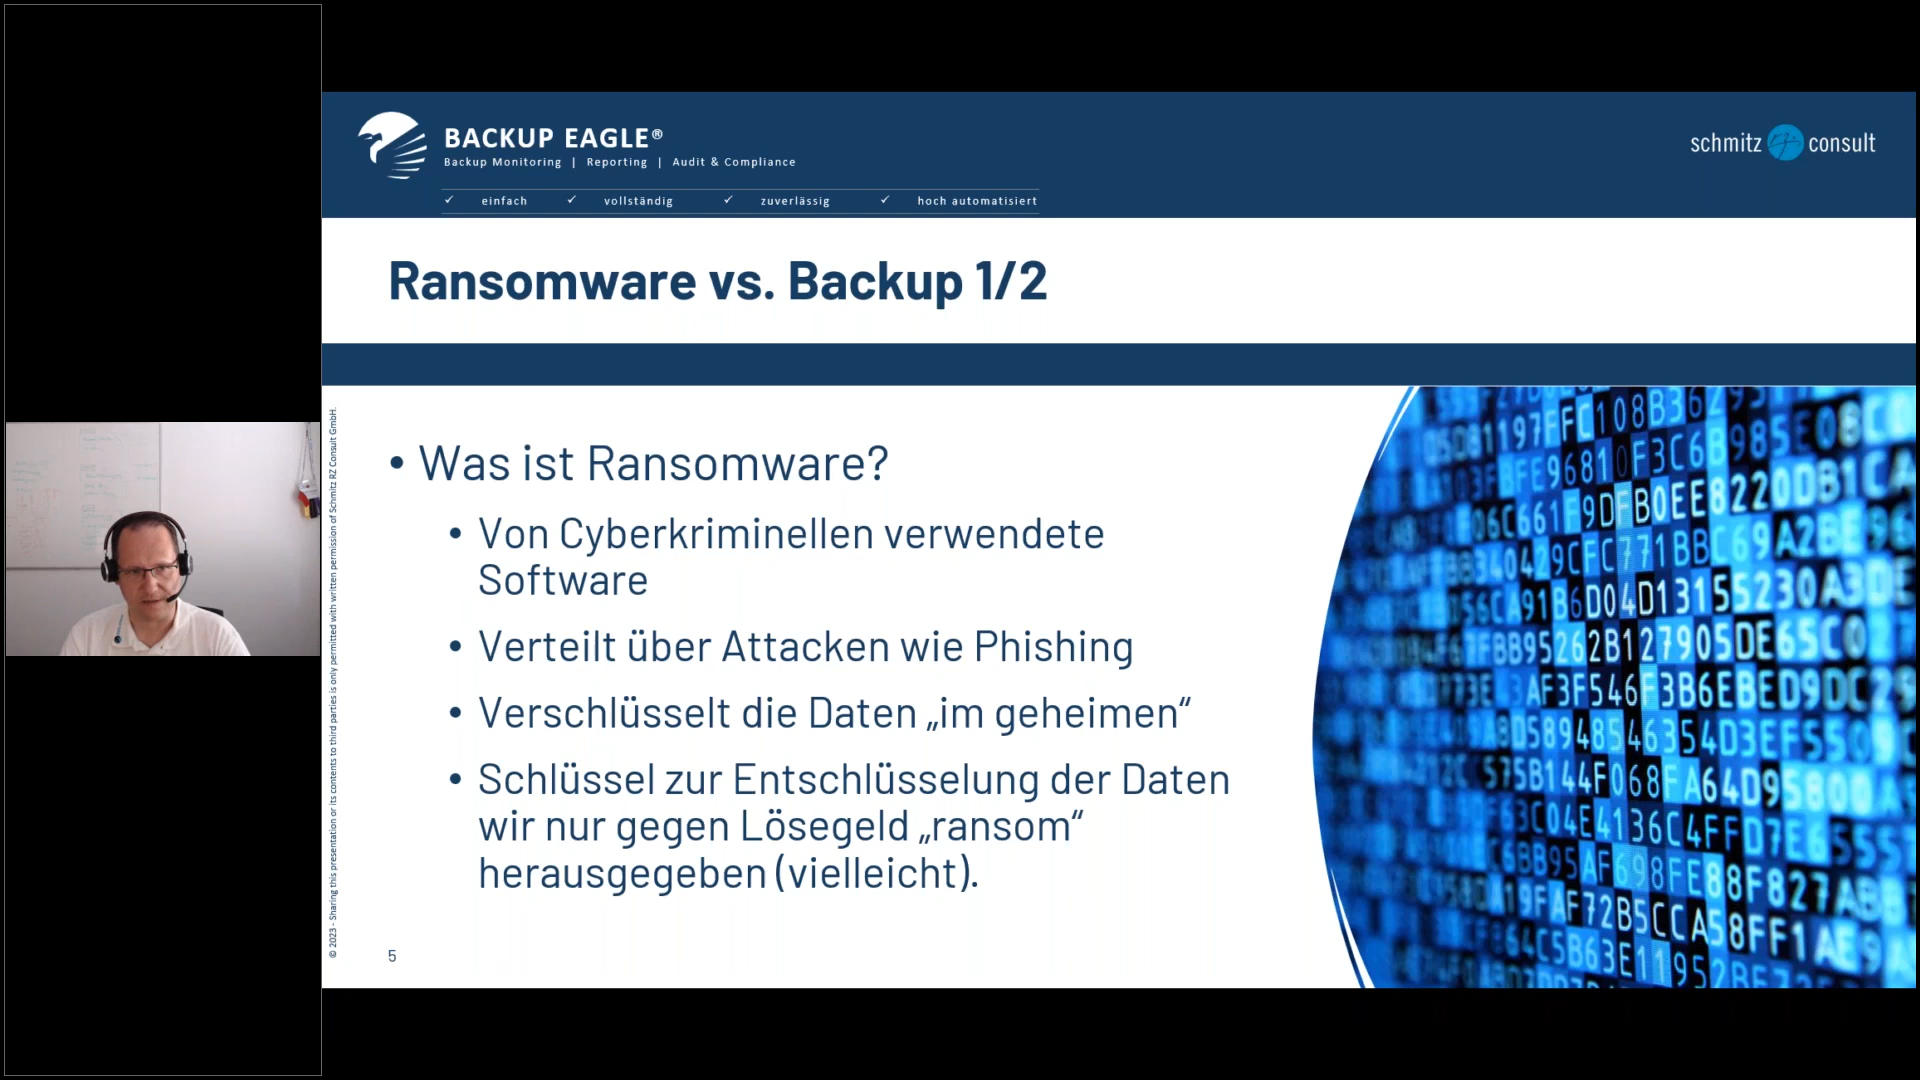 BACKUP EAGLE®
Backup Monitoring | Reporting | Audit & Compliance
✓ einfach ✓ vollständig ✓ zuverlässig ✓ hoch automatisiert
schmitz rz consult
Ransomware vs. Backup 1/2
• Was ist Ransomware?
• Von Cyberkriminellen verwendete
Software
• Verteilt über Attacken wie Phishing
• Verschlüsselt die Daten „im geheimen“
• Schlüssel zur Entschlüsselung der Daten
wir nur gegen Lösegeld „ransom“
herausgegeben (vielleicht).
5
© 2023 - Sharing this presentation or its contents to third parties is only permitted with written permission of Schmitz RZ Consult GmbH.